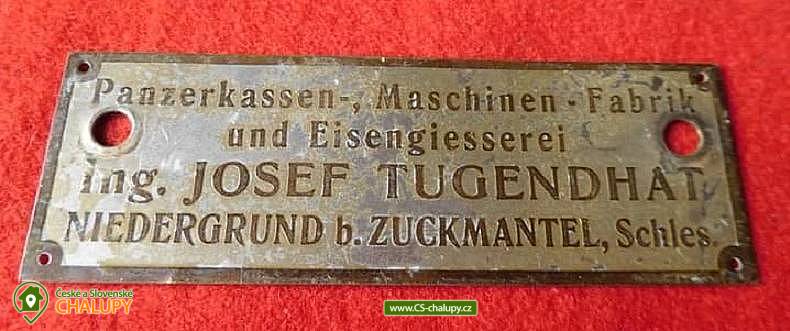 Panzerkassen-, Maschinen - Fabrik
und Eisengiesserei
Ing. JOSEF TUGENDHAT
NIEDERGRUND b. ZUCKMANTEL, Schles.
České a Slovenské
CHALUPY
www.CS-chalupy.cz